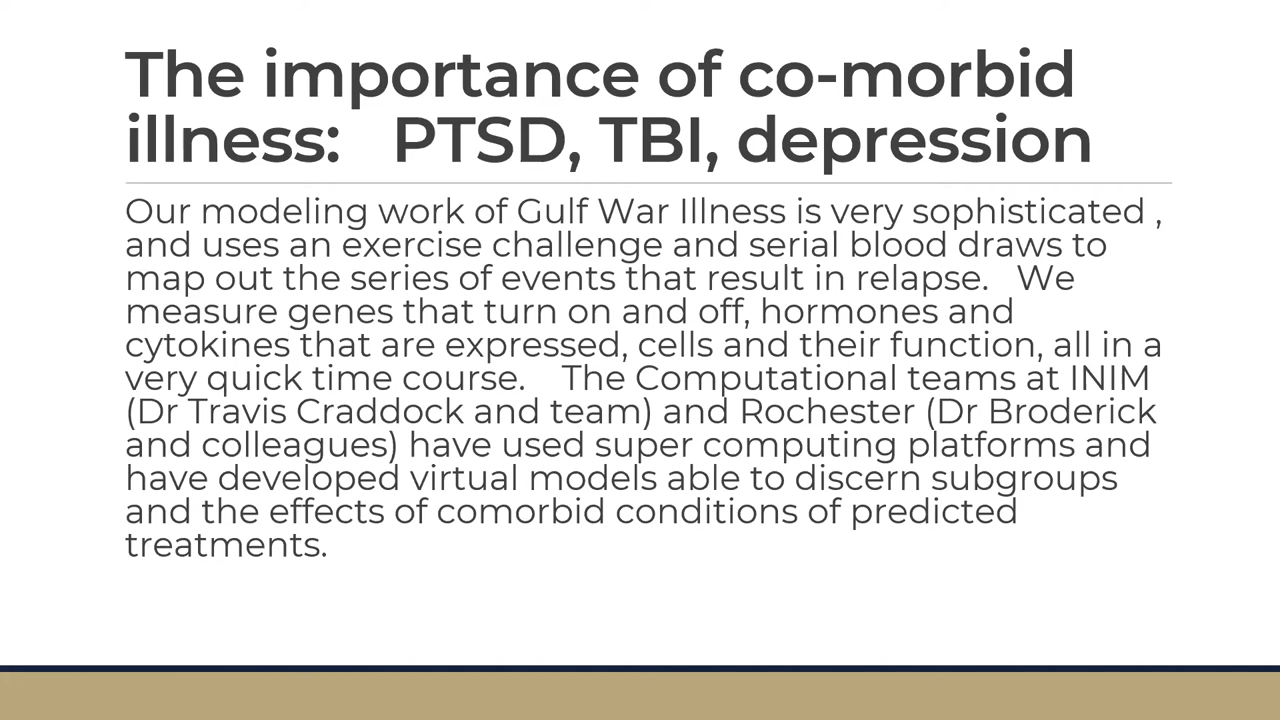 The importance of co-morbid
illness: PTSD, TBI, depression
Our modeling work of Gulf War Illness is very sophisticated ,
and uses an exercise challenge and serial blood draws to
map out the series of events that result in relapse. We
measure genes that turn on and off, hormones and
cytokines that are expressed, cells and their function, all in a
very quick time course. The Computational teams at INIM
(Dr Travis Craddock and team) and Rochester (Dr Broderick
and colleagues) have used super computing platforms and
have developed virtual models able to discern subgroups
and the effects of comorbid conditions of predicted
treatments.